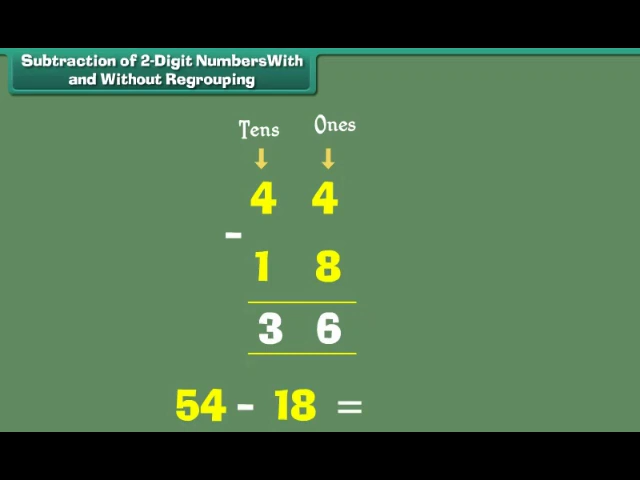 Subtraction of 2-Digit NumbersWith
and Without Regrouping
Tens Ones
4 4
-
1 8
3 6
54 - 18 =